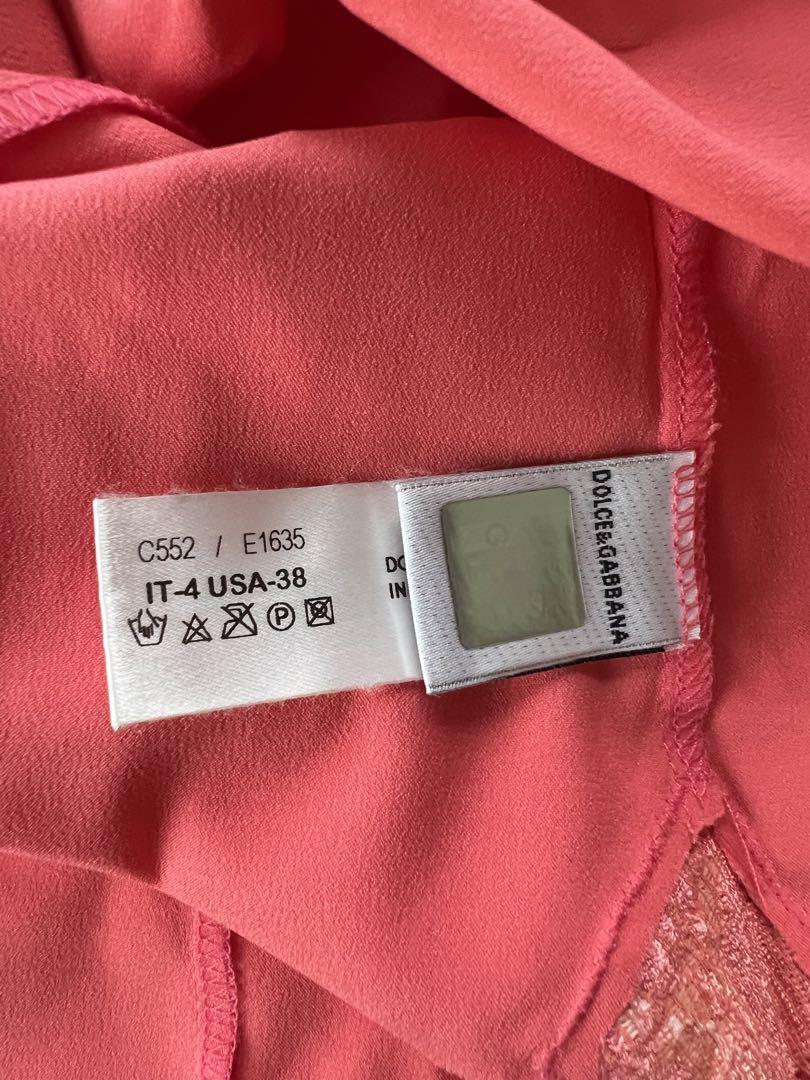 C552 / E1635
IT-4 USA-38
P
DOLCE&GABBANA